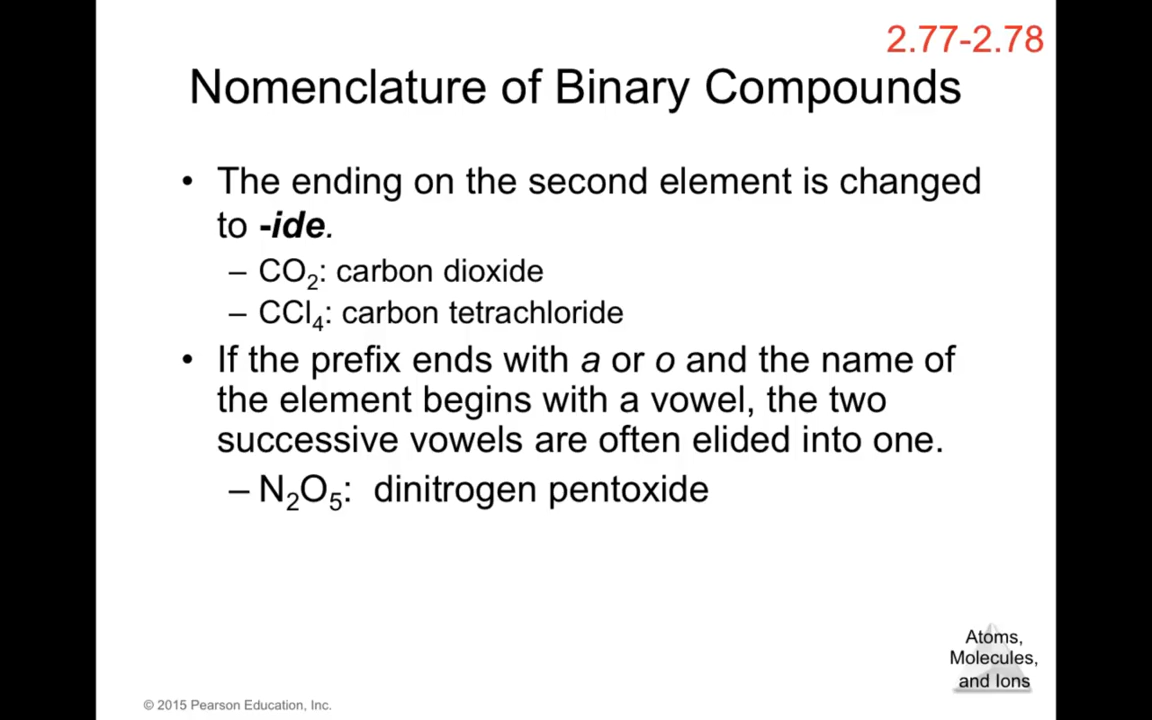 2.77-2.78
Nomenclature of Binary Compounds
• The ending on the second element is changed
to -ide.
– CO₂: carbon dioxide
– CCl₄: carbon tetrachloride
• If the prefix ends with a or o and the name of
the element begins with a vowel, the two
successive vowels are often elided into one.
– N₂O₅: dinitrogen pentoxide
Atoms,
Molecules,
and Ions
© 2015 Pearson Education, Inc.